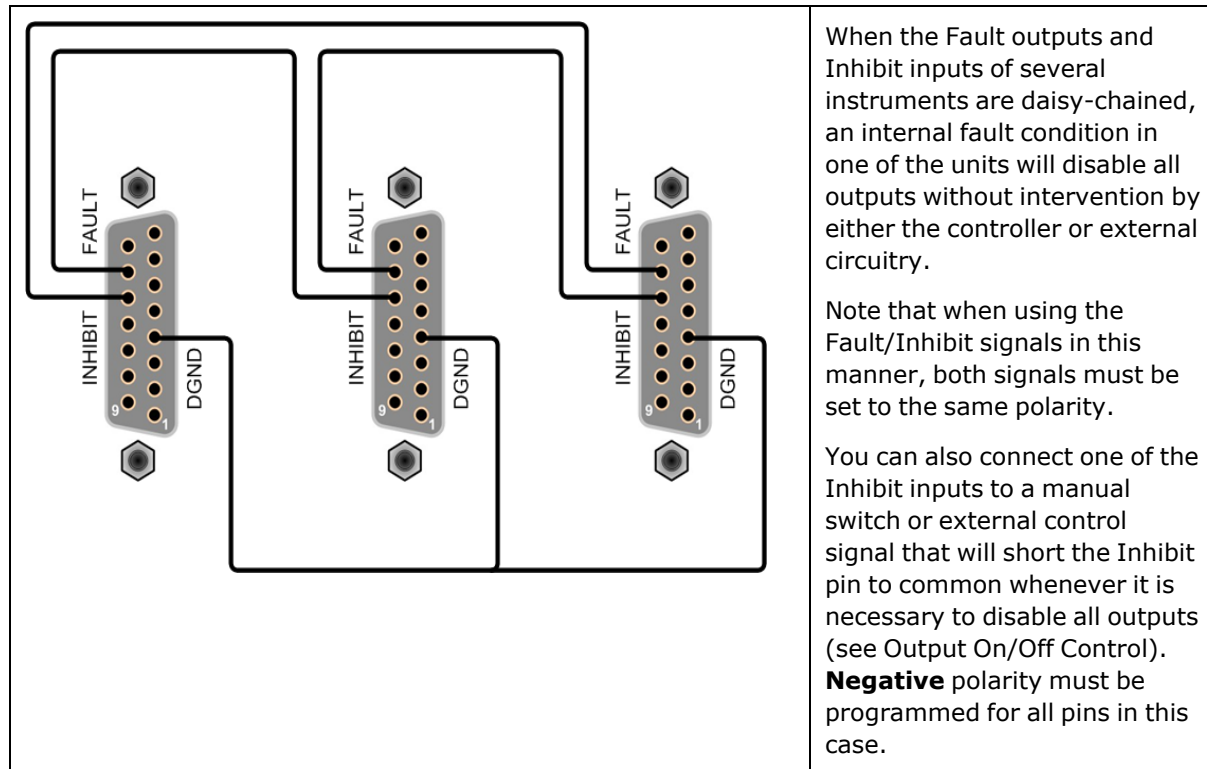 FAULT
INHIBIT
DGND
9
1
FAULT
INHIBIT
DGND
9
1
FAULT
INHIBIT
DGND
9
1
When the Fault outputs and
Inhibit inputs of several
instruments are daisy-chained,
an internal fault condition in
one of the units will disable all
outputs without intervention by
either the controller or external
circuitry.
Note that when using the
Fault/Inhibit signals in this
manner, both signals must be
set to the same polarity.
You can also connect one of the
Inhibit inputs to a manual
switch or external control
signal that will short the Inhibit
pin to common whenever it is
necessary to disable all outputs
(see Output On/Off Control).
Negative polarity must be
programmed for all pins in this
case.